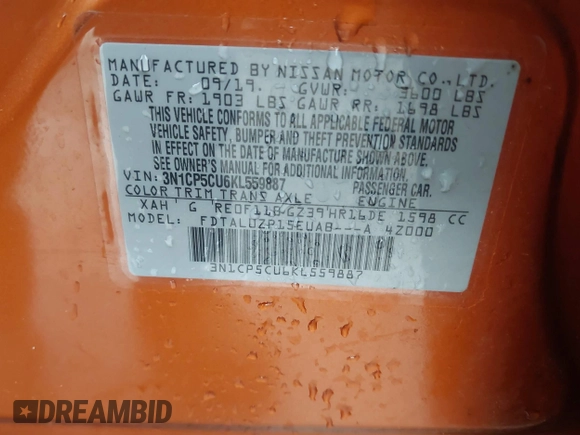 MANUFACTURED BY NISSAN MOTOR CO., LTD.
DATE: 09/19. GVWR: 3600 LBS
GAWR FR: 1903 LBS GAWR RR: 1698 LBS
THIS VEHICLE CONFORMS TO ALL APPLICABLE FEDERAL MOTOR
VEHICLE SAFETY, BUMPER AND THEFT PREVENTION STANDARDS
IN EFFECT ON THE DATE OF MANUFACTURE SHOWN ABOVE.
SEE OWNER'S MANUAL FOR ADDITIONAL INFORMATION.
VIN: 3N1CP5CU6KL559887 PASSENGER CAR.
COLOR TRIM TRANS AXLE ENGINE
XAH G RE0F11B-GZ39 HR16DE 1598 CC
MODEL: FDTALUZP15EUAB---A 4Z000
3N1CP5CU6KL559887
DREAMBID